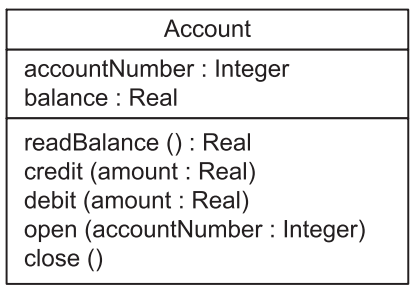 Account
accountNumber : Integer
balance : Real
readBalance () : Real
credit (amount : Real)
debit (amount : Real)
open (accountNumber : Integer)
close ()